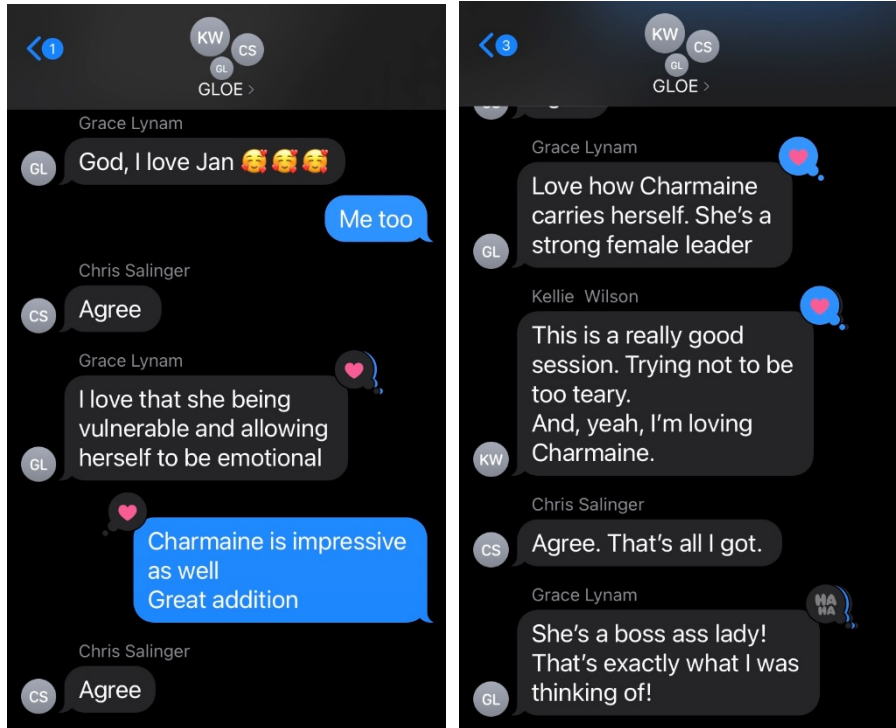 1
KW
CS
GL
GLOE >
Grace Lynam
God, I love Jan 🥰🥰🥰
GL
Me too
Chris Salinger
Agree
CS
Grace Lynam
I love that she being
vulnerable and allowing
herself to be emotional
GL
Charmaine is impressive
as well
Great addition
Chris Salinger
Agree
CS
3
KW
CS
GL
GLOE >
Grace Lynam
Love how Charmaine
carries herself. She’s a
strong female leader
GL
Kellie Wilson
This is a really good
session. Trying not to be
too teary.
And, yeah, I’m loving
Charmaine.
KW
Chris Salinger
Agree. That’s all I got.
CS
Grace Lynam
HA
HA
She’s a boss ass lady!
That’s exactly what I was
thinking of!
GL